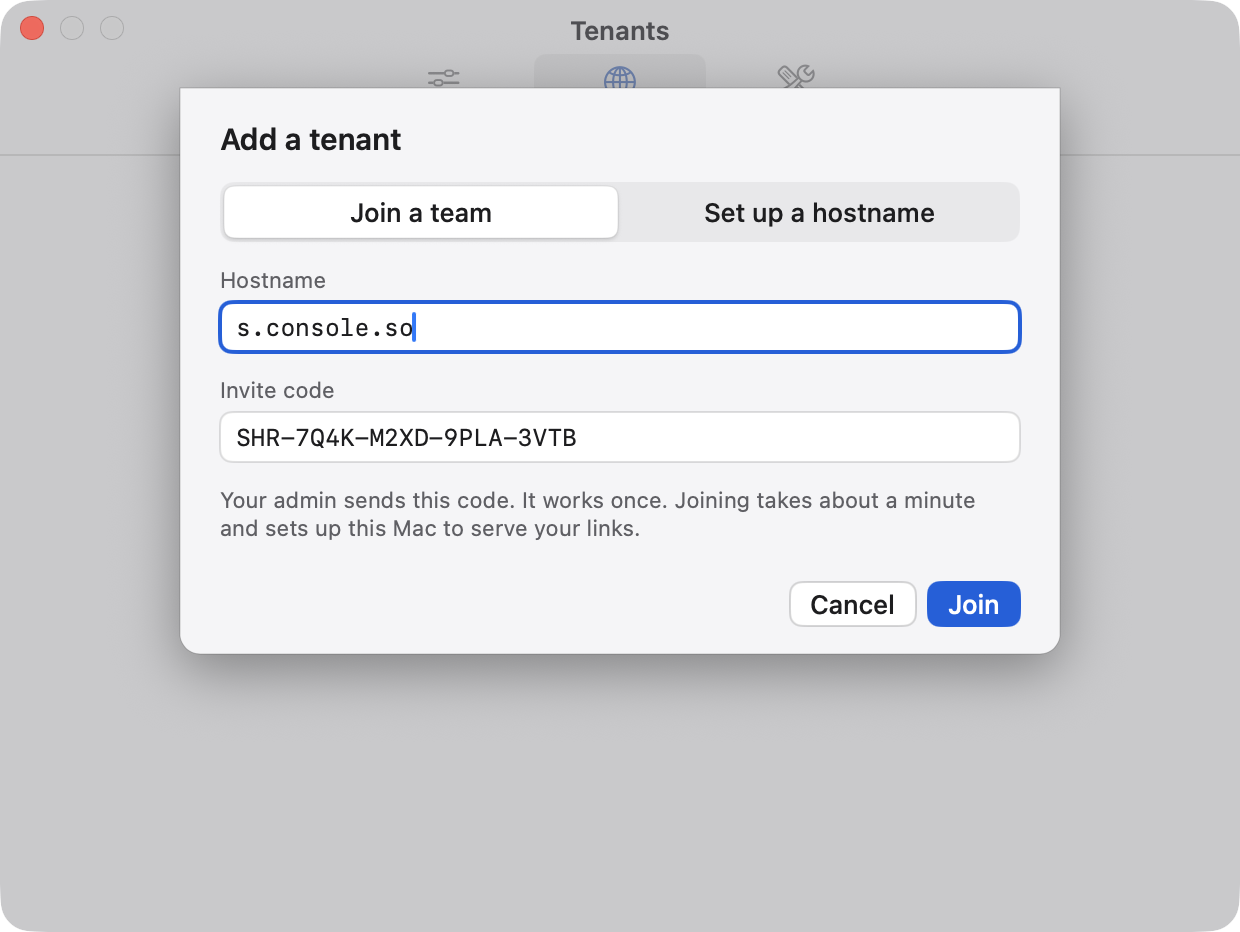 Tenants
Add a tenant
Join a team
Set up a hostname
Hostname
s.console.so
Invite code
SHR-7Q4K-M2XD-9PLA-3VTB
Your admin sends this code. It works once. Joining takes about a minute
and sets up this Mac to serve your links.
Cancel
Join